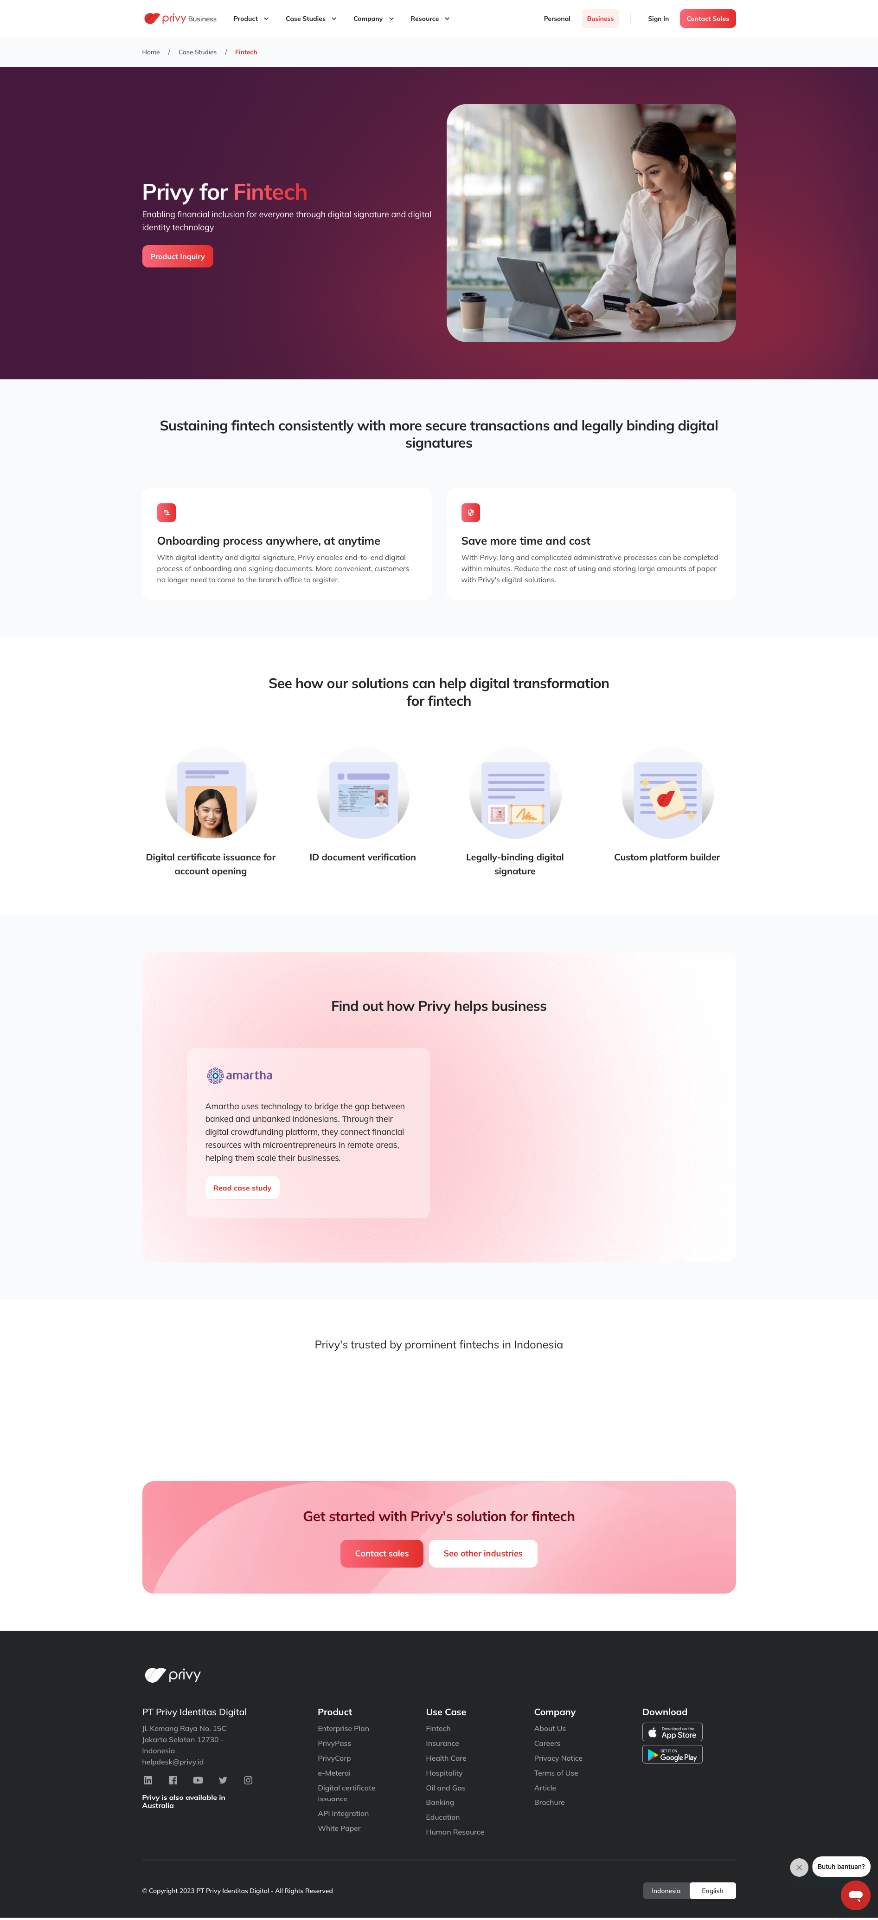 privy Business
Product
Case Studies
Company
Resource
Personal
Business
Sign In
Contact Sales
Home / Case Studies / Fintech
Privy for Fintech
Enabling financial inclusion for everyone through digital signature and digital
identity technology
Product Inquiry
Sustaining fintech consistently with more secure transactions and legally binding digital
signatures
Onboarding process anywhere, at anytime
With digital identity and digital signature, Privy enables end-to-end digital
process of onboarding and signing documents. More convenient, customers
no longer need to come to the branch office to register.
Save more time and cost
With Privy, long and complicated administrative processes can be completed
within minutes. Reduce the cost of using and storing large amounts of paper
with Privy's digital solutions.
See how our solutions can help digital transformation
for fintech
Digital certificate issuance for
account opening
ID document verification
Legally-binding digital
signature
Custom platform builder
Find out how Privy helps business
amartha
Amartha uses technology to bridge the gap between
banked and unbanked Indonesians. Through their
digital crowdfunding platform, they connect financial
resources with microentrepreneurs in remote areas,
helping them scale their businesses.
Read case study
Privy's trusted by prominent fintechs in Indonesia
Get started with Privy's solution for fintech
Contact sales
See other industries
privy
PT Privy Identitas Digital
Jl. Kemang Raya No. 15C
Jakarta Selatan 12730 -
Indonesia
helpdesk@privy.id
Privy is also available in
Australia
Product
Enterprise Plan
PrivyPass
PrivyCorp
e-Meterai
Digital certificate
issuance
API Integration
White Paper
Use Case
Fintech
Insurance
Health Care
Hospitality
Oil and Gas
Banking
Education
Human Resource
Company
About Us
Careers
Privacy Notice
Terms of Use
Article
Brochure
Download
Download on the
App Store
GET IT ON
Google Play
© Copyright 2023 PT Privy Identitas Digital - All Rights Reserved
Indonesia
English
Butuh bantuan?